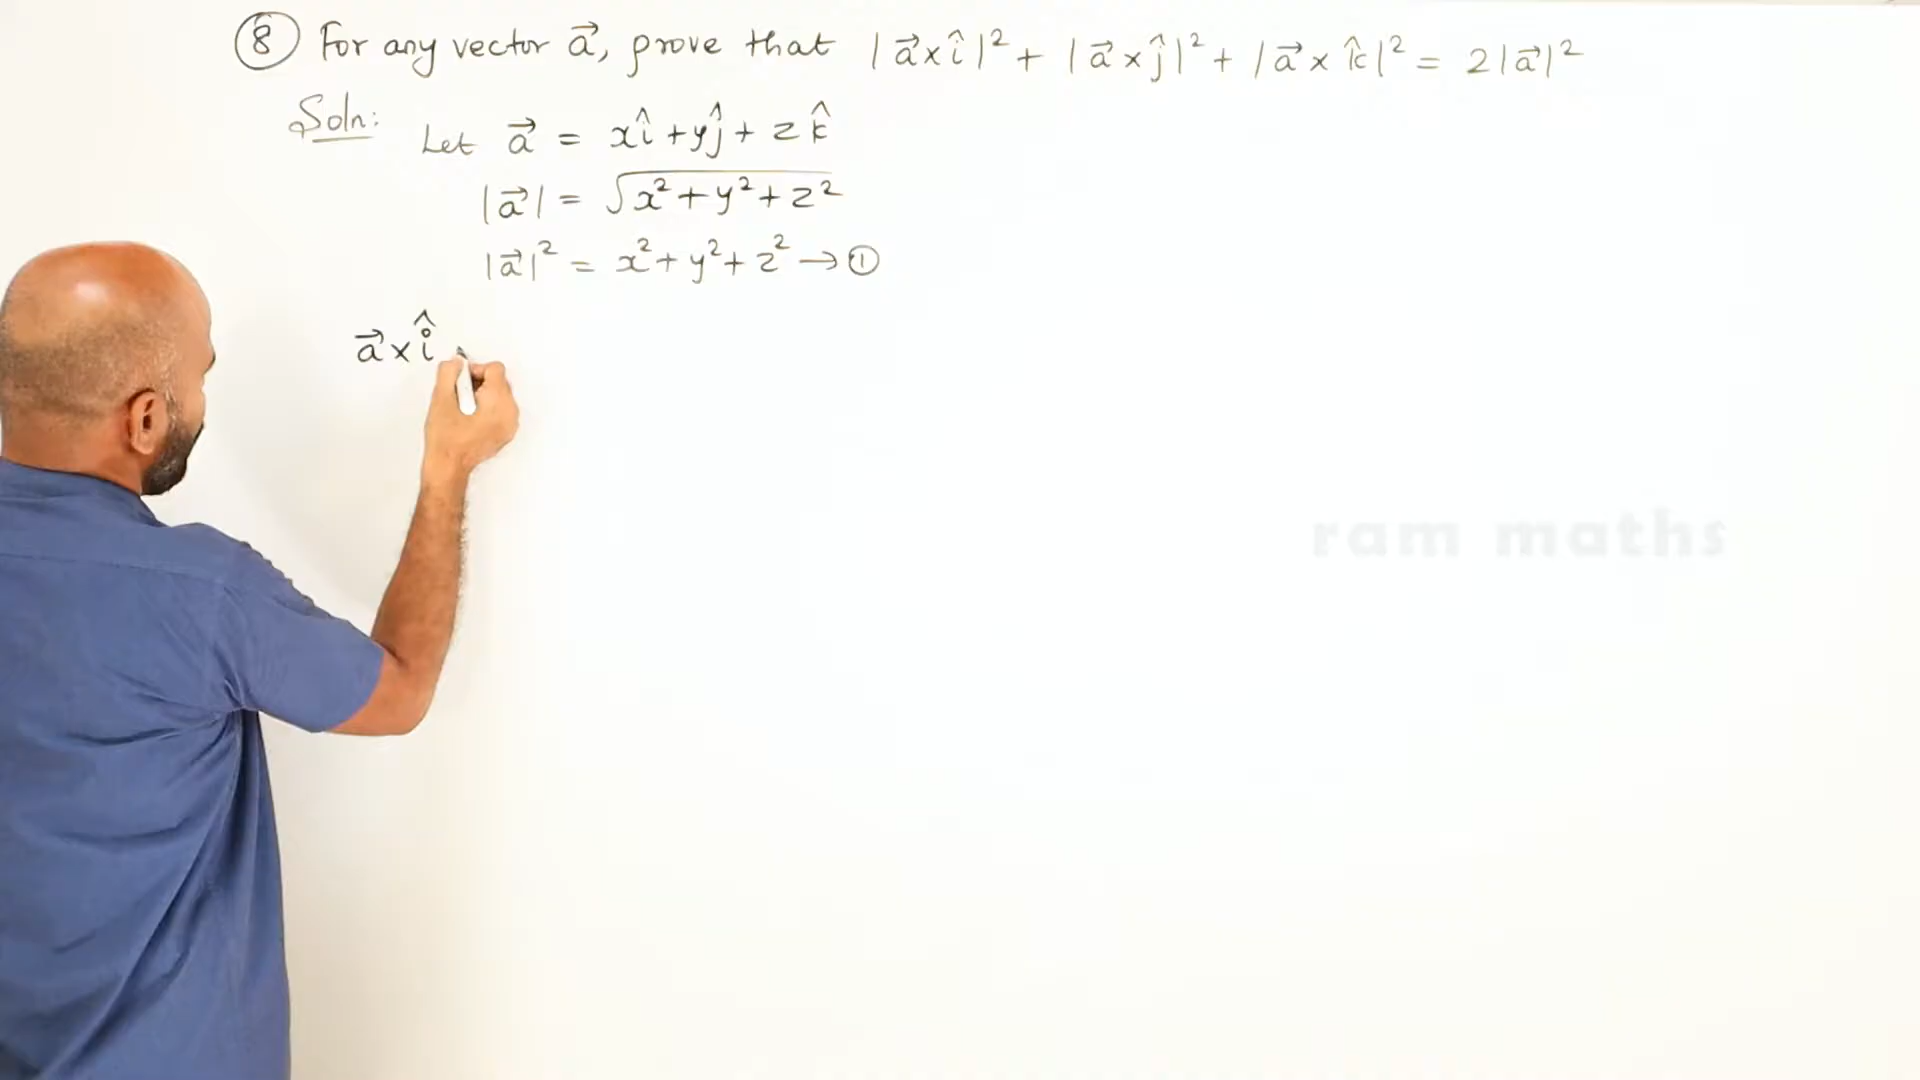 ⑧ For any vector a⃗, prove that |a⃗ × î|² + |a⃗ × ĵ|² + |a⃗ × k̂|² = 2|a⃗|²
Soln:
Let a⃗ = xî + yĵ + zk̂
|a⃗| = √(x² + y² + z²)
|a⃗|² = x² + y² + z² → ①
a⃗ × î
ram maths